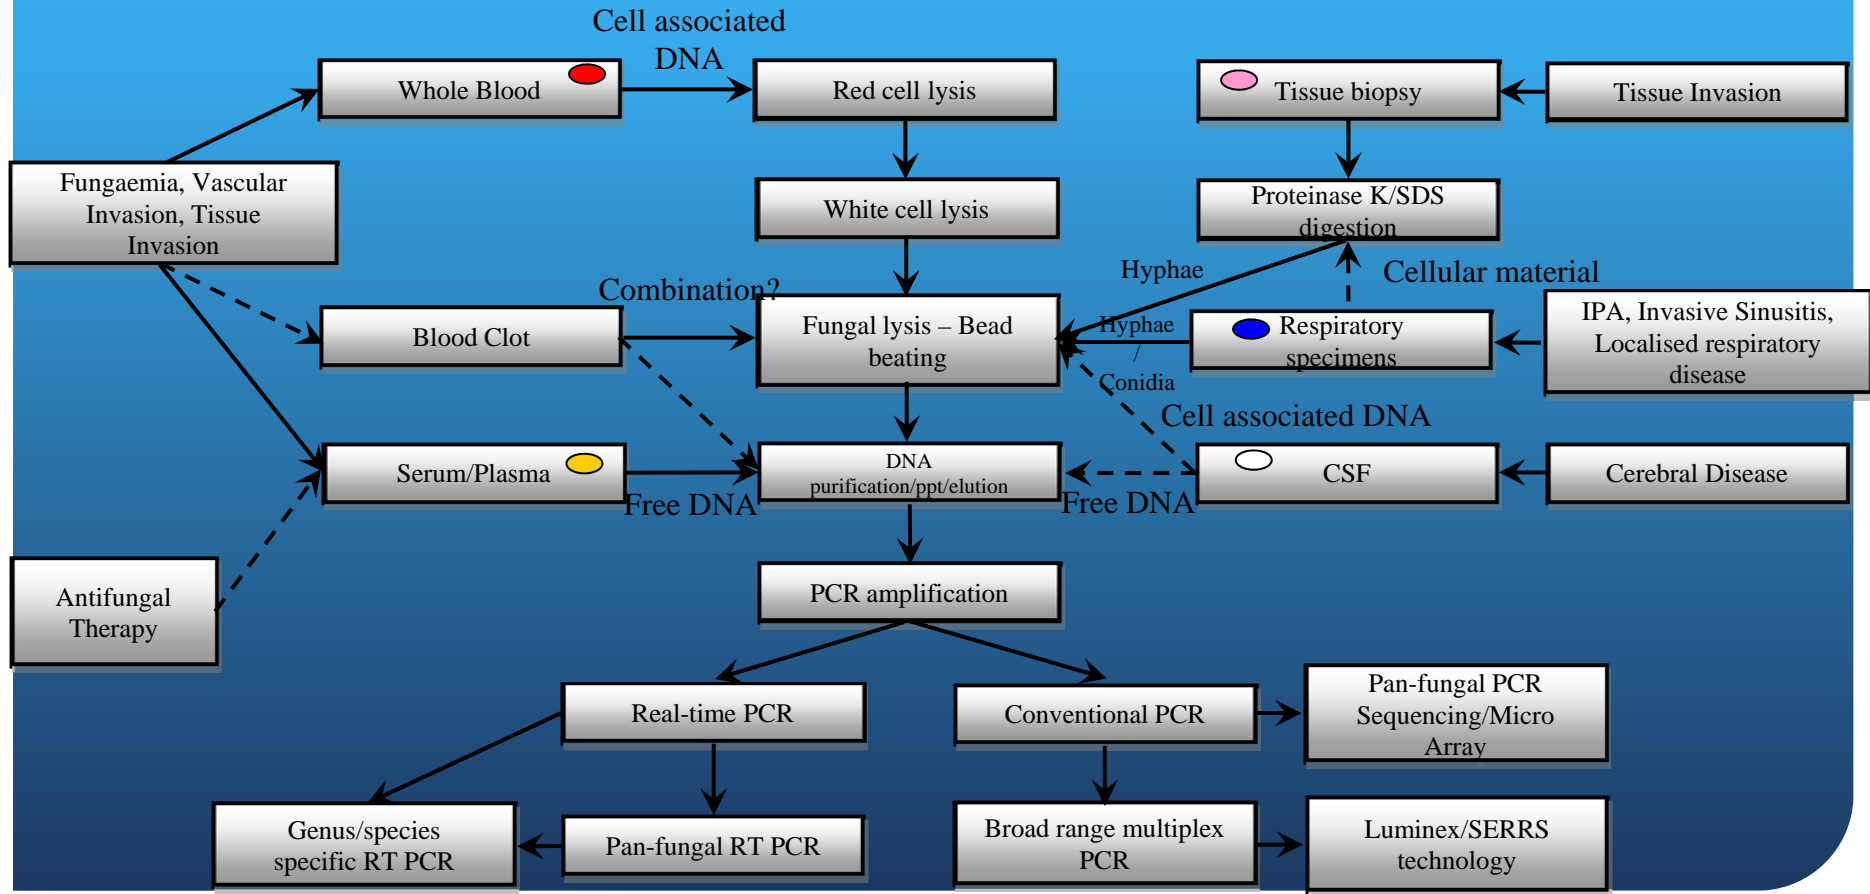 Cell associated
DNA
Whole Blood
Red cell lysis
Tissue biopsy
Tissue Invasion
Fungaemia, Vascular
Invasion, Tissue
Invasion
White cell lysis
Proteinase K/SDS
digestion
Hyphae
Cellular material
Combination?
Blood Clot
Fungal lysis – Bead
beating
Hyphae
/
Conidia
Respiratory
specimens
IPA, Invasive Sinusitis,
Localised respiratory
disease
Cell associated DNA
Serum/Plasma
Free DNA
DNA
purification/ppt/elution
Free DNA
CSF
Cerebral Disease
Antifungal
Therapy
PCR amplification
Real-time PCR
Conventional PCR
Pan-fungal PCR
Sequencing/Micro
Array
Genus/species
specific RT PCR
Pan-fungal RT PCR
Broad range multiplex
PCR
Luminex/SERRS
technology